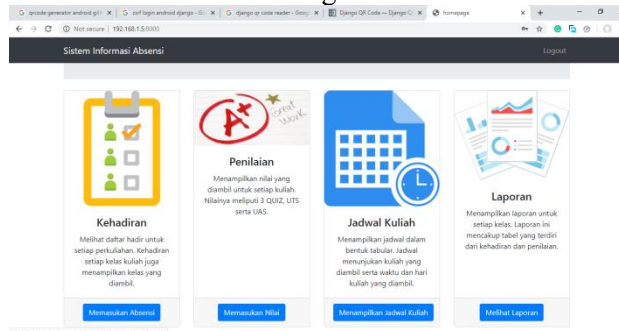 qrcode generator android gith
csrf login android django - Goo
django qr code reader - Googl
Django QR Code — Django Q
homepage
Not secure | 192.168.1.5:8000
Sistem Informasi Absensi
Logout
Kehadiran
Melihat daftar hadir untuk
setiap perkuliahan. Kehadiran
setiap kelas kuliah juga
menampilkan kelas yang
diambil.
Memasukan Absensi
A+
Great
Work
Penilaian
Menampilkan nilai yang
diambil untuk setiap kuliah.
Nilainya meliputi 3 QUIZ, UTS
serta UAS.
Memasukan Nilai
Jadwal Kuliah
Menampilkan jadwal dalam
bentuk tabular. Jadwal
menunjukan kuliah yang
diambil serta waktu dan hari
kuliah yang diambil.
Menampilkan Jadwal Kuliah
Laporan
Menampilkan laporan untuk
setiap kelas. Laporan ini
mencakup tabel yang terdiri
dari kehadiran dan penilaian.
Melihat Laporan